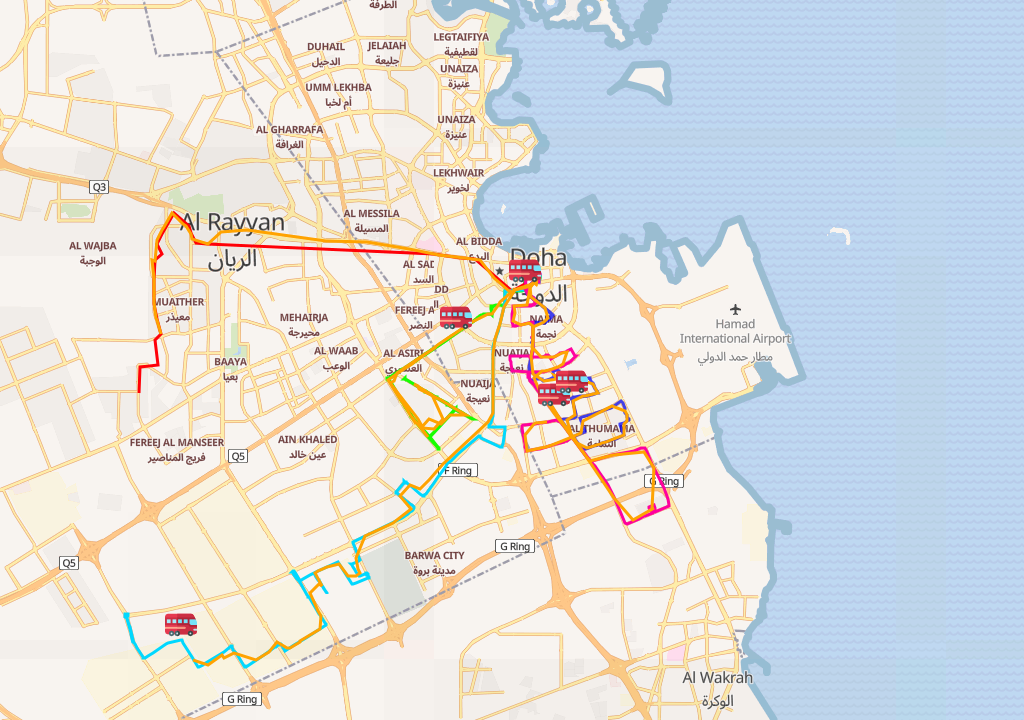 الطرفة
LEGTAIFIYA
لقطيفية
DUHAIL
الدحيل
JELAIAH
جليعة
UNAIZA
عنيزة
UMM LEKHBA
أم لخبا
UNAIZA
عنيزة
AL GHARRAFA
الغرافة
LEKHWAIR
لخوير
Q3
Al Rayyan
الريان
AL MESSILA
المسيلة
AL WAJBA
الوجبة
AL BIDDA
البدع
Doha
الدوحة
AL SAD
السد
DD
MUAITHER
معيذر
MEHAIRJA
محيرجة
FEREEJ A
النصر
NAJMA
نجمة
Hamad
International Airport
مطار حمد الدولي
AL WAAB
الوعب
AL ASIRI
العسيري
NUAIJA
نعيجة
BAAYA
بعيا
NUAIJA
نعيجة
AL THUMAMA
الثمامة
FEREEJ AL MANSEER
فريج المناصير
AIN KHALED
عين خالد
Q5
F Ring
G Ring
G Ring
BARWA CITY
مدينة بروة
Q5
G Ring
Al Wakrah
الوكرة